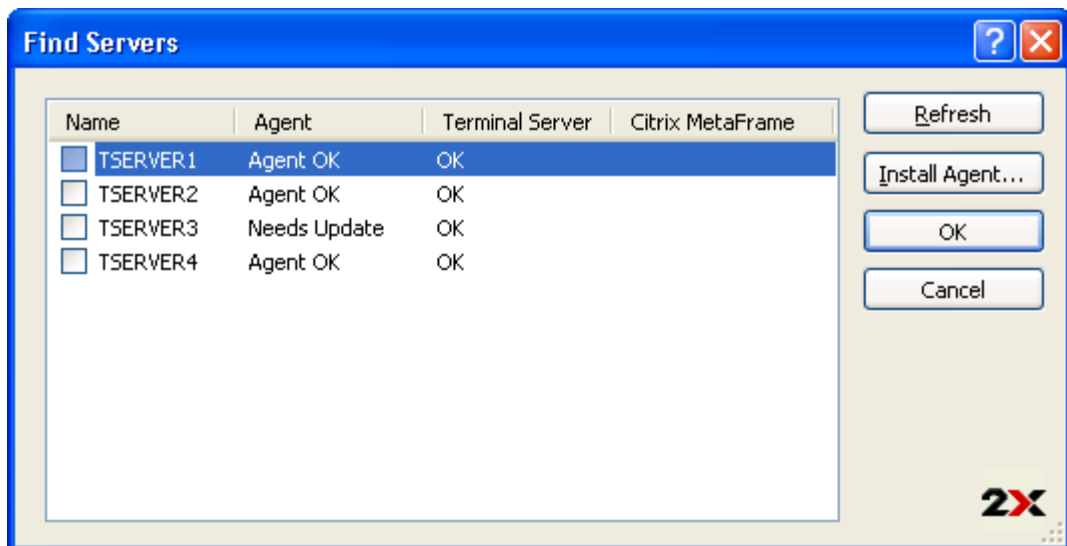 Find Servers
Name Agent Terminal Server Citrix MetaFrame
TSERVER1 Agent OK OK
TSERVER2 Agent OK OK
TSERVER3 Needs Update OK
TSERVER4 Agent OK OK
Refresh
Install Agent...
OK
Cancel
2X